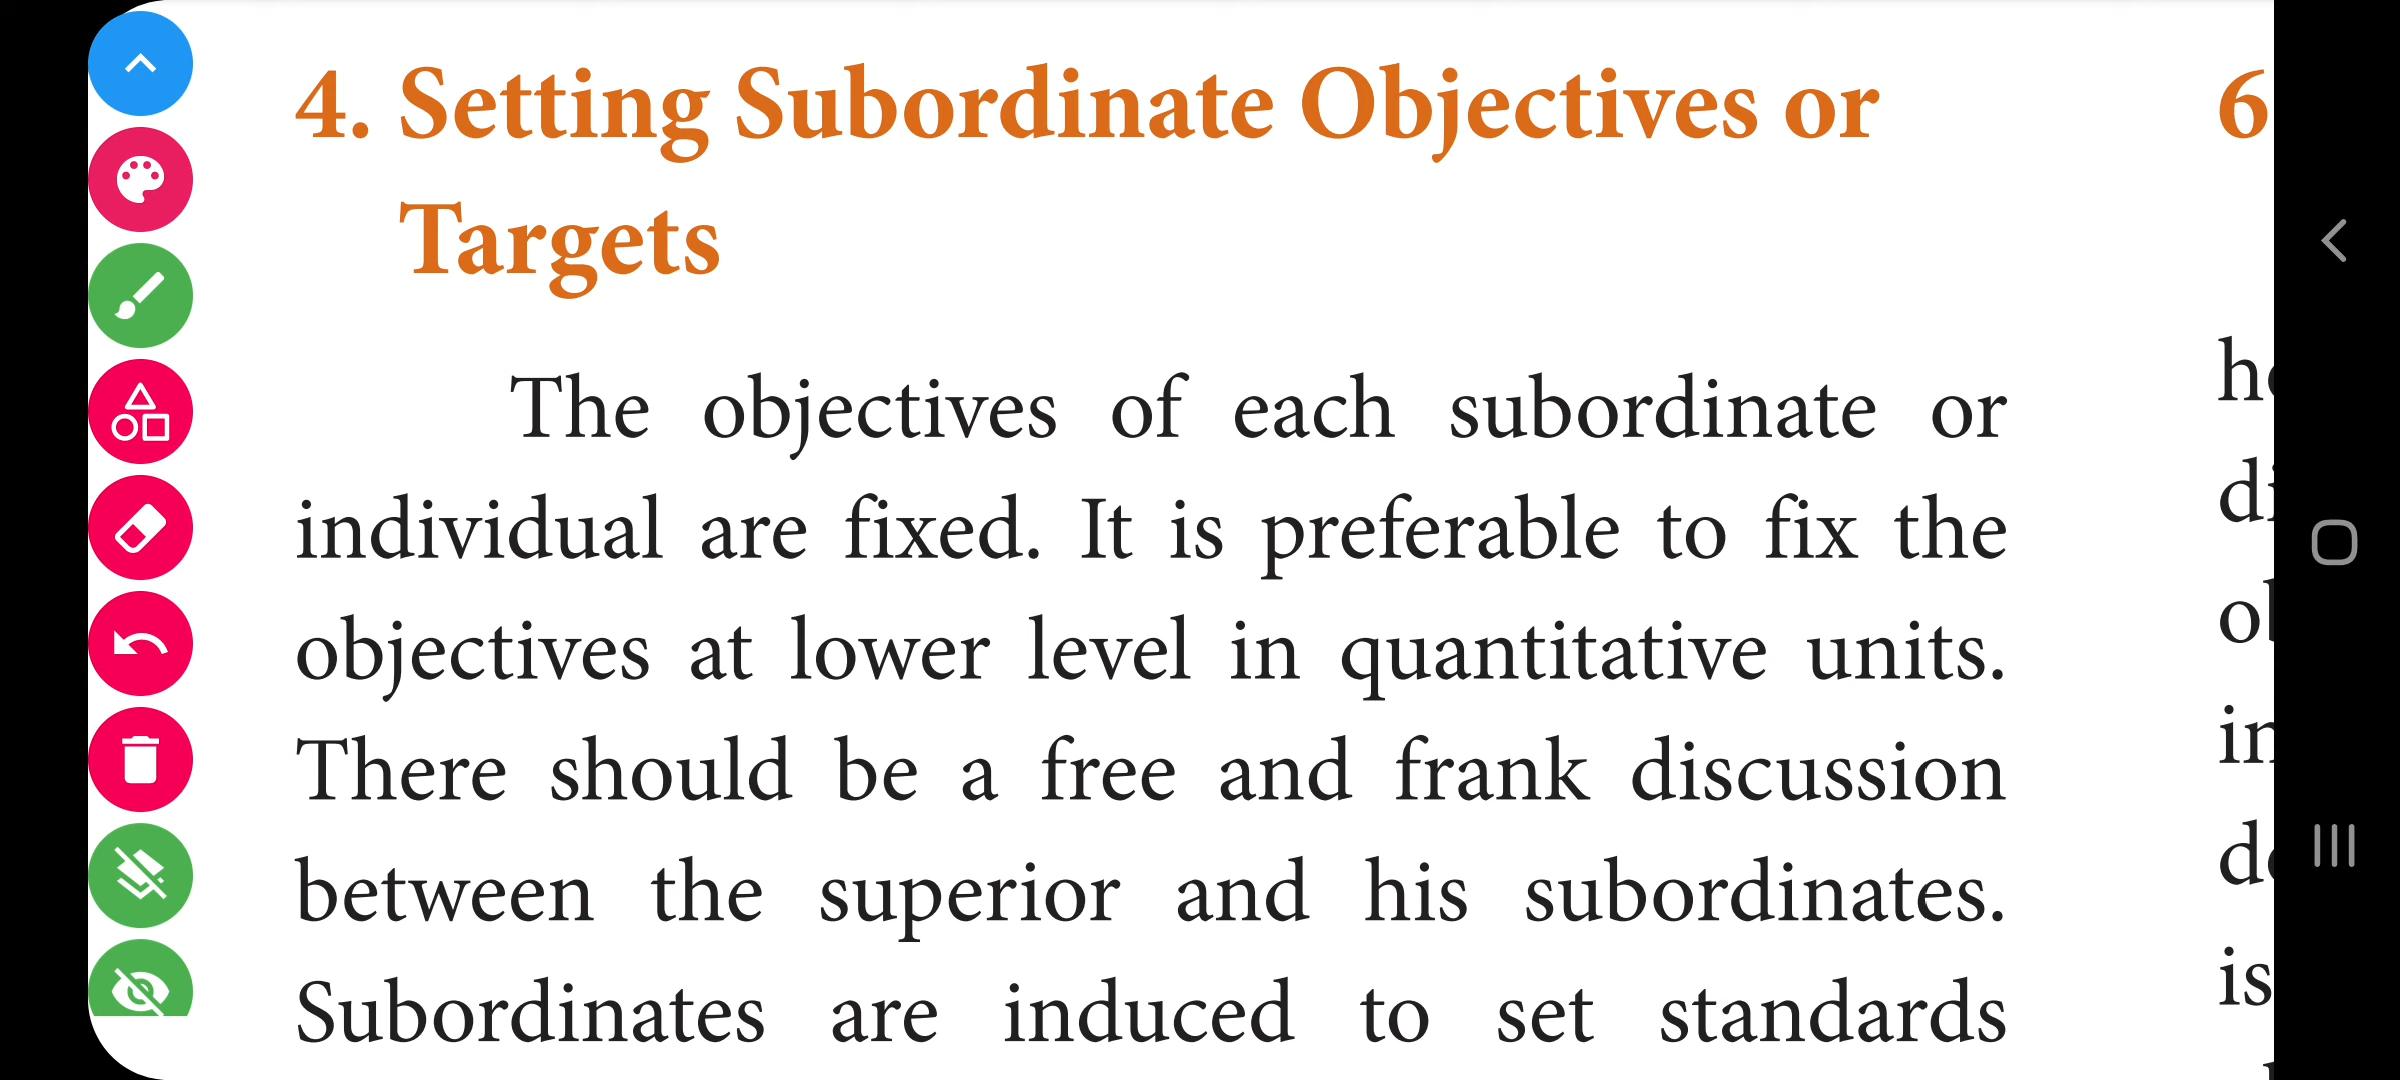 4. Setting Subordinate Objectives or
Targets
The objectives of each subordinate or
individual are fixed. It is preferable to fix the
objectives at lower level in quantitative units.
There should be a free and frank discussion
between the superior and his subordinates.
Subordinates are induced to set standards
6
is